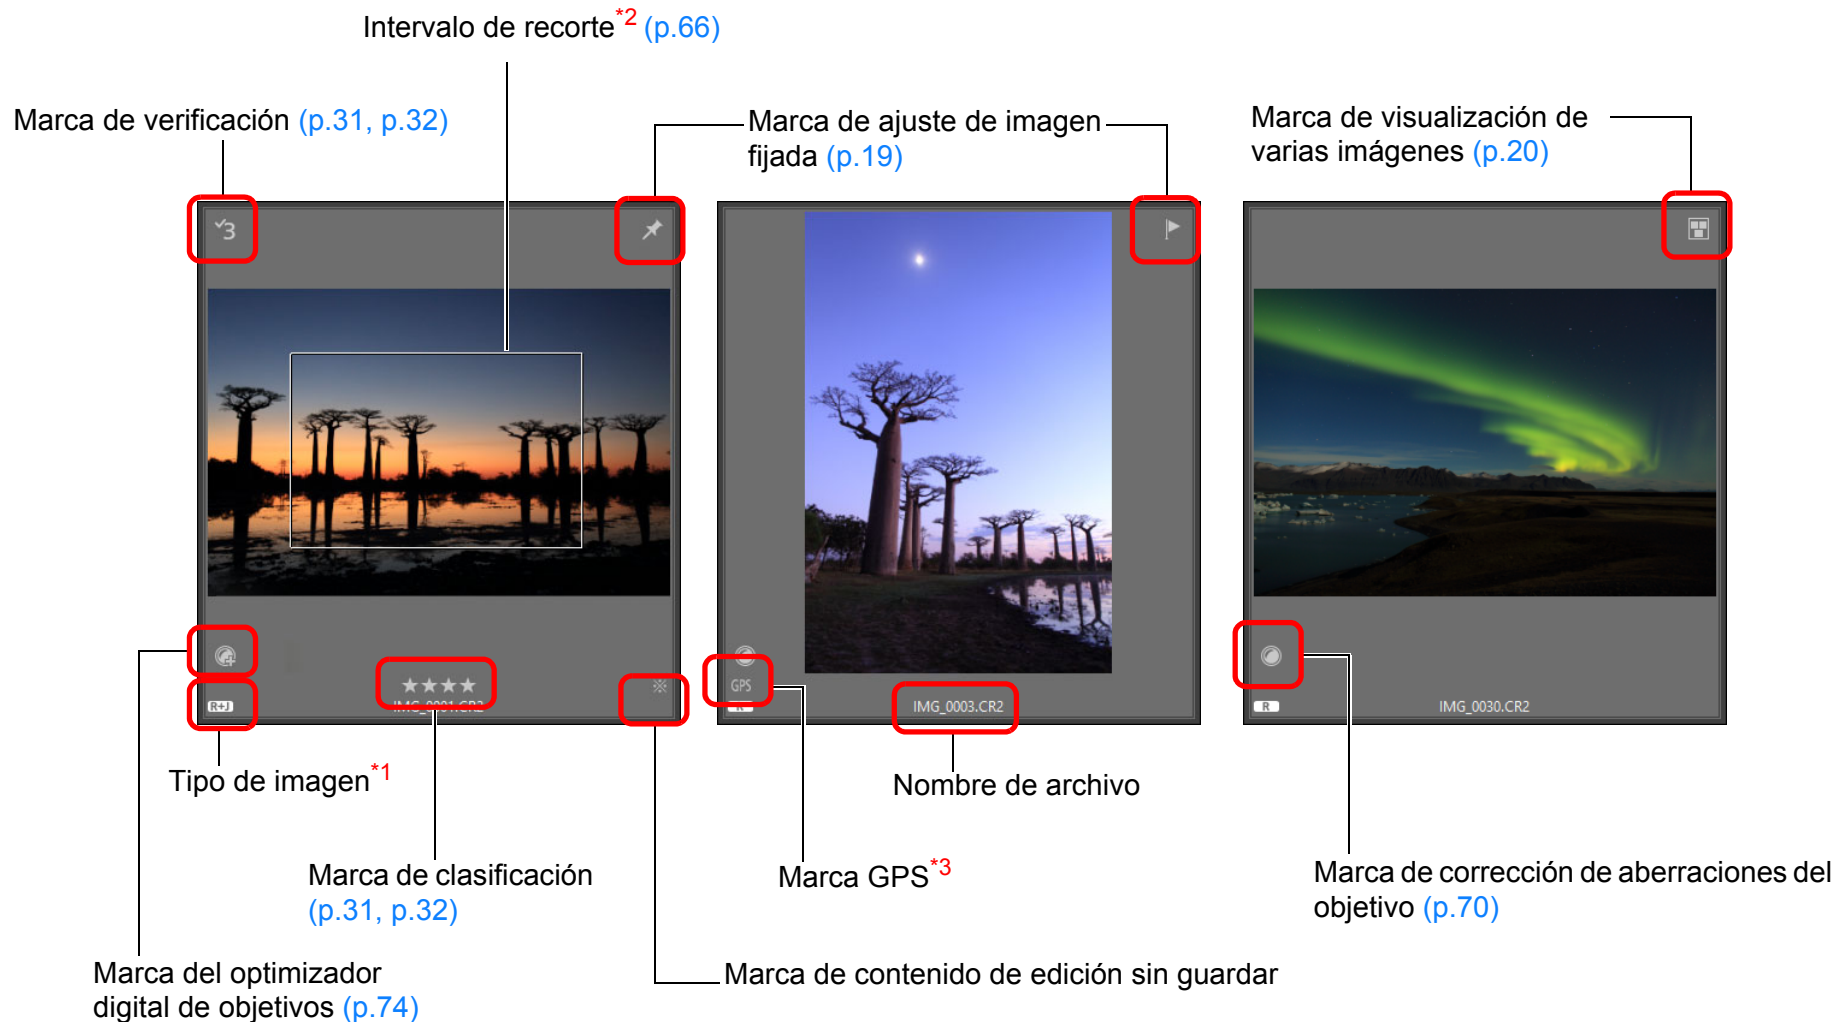 Intervalo de recorte*2 (p.66)
Marca de verificación (p.31, p.32)
Marca de ajuste de imagen
fijada (p.19)
Marca de visualización de
varias imágenes (p.20)
3
GPS
R+J
★★★★
※
IMG_0001.CR2
R
IMG_0003.CR2
R
IMG_0030.CR2
Tipo de imagen*1
Nombre de archivo
Marca de clasificación
(p.31, p.32)
Marca GPS*3
Marca de corrección de aberraciones del
objetivo (p.70)
Marca del optimizador
digital de objetivos (p.74)
Marca de contenido de edición sin guardar